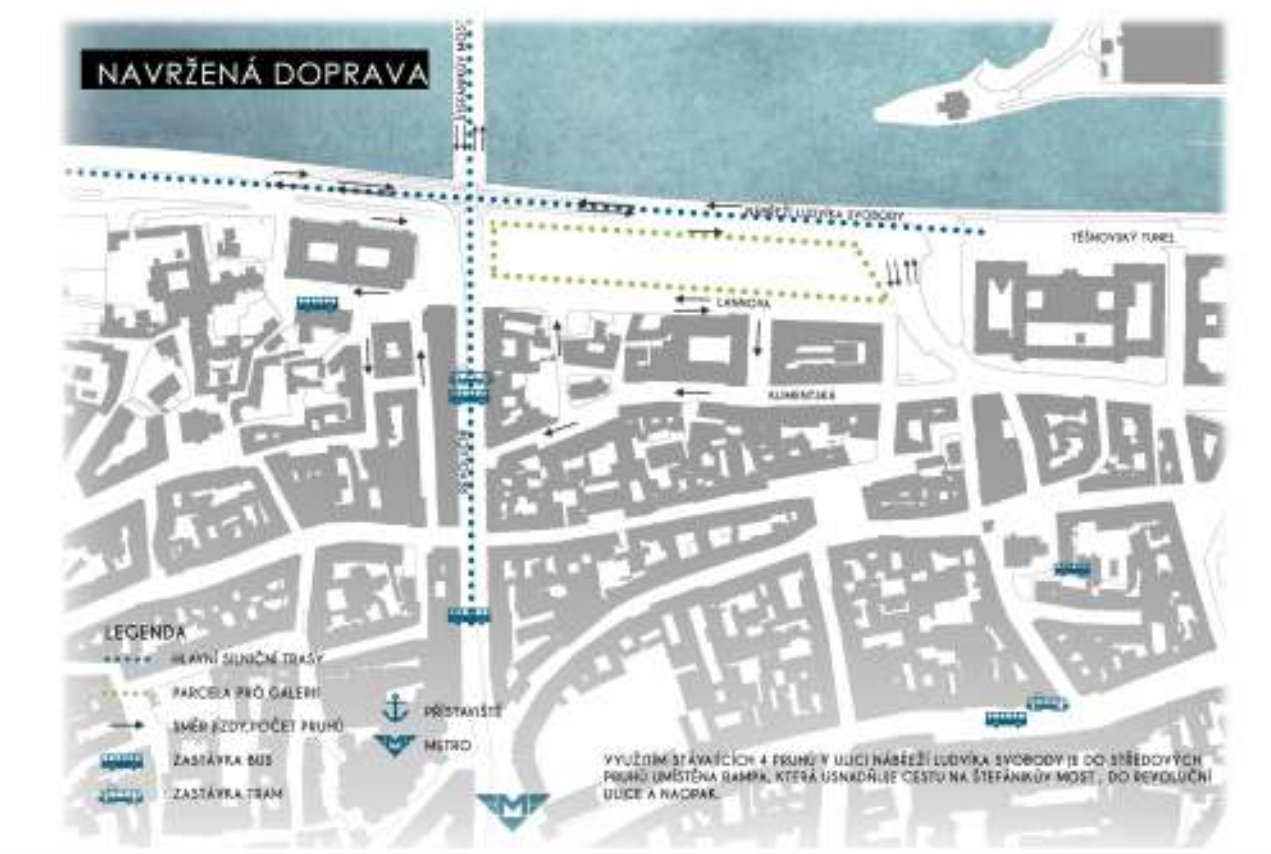 NAVRŽENÁ DOPRAVA
ŠTEFÁNIKŮV MOST
NÁBŘEŽÍ LUDVÍKA SVOBODY
TĚŠNOVSKÝ TUNEL
LANNOVA
KLIMENTSKÁ
REVOLUČNÍ
LEGENDA
HLAVNÍ SILNIČNÍ TRASY
PARCELA PRO GALERII
SMĚR JÍZDY,POČET PRUHŮ
ZASTÁVKA BUS
ZASTÁVKA TRAM
PŘÍSTAVIŠTĚ
METRO
VYUŽITÍM STÁVAJÍCÍCH 4 PRUHŮ V ULICI NÁBŘEŽÍ LUDVÍKA SVOBODY JE DO STŘEDOVÝCH
PRUHŮ UMÍSTĚNA RAMPA, KTERÁ USNADŇUJE CESTU NA ŠTEFÁNIKŮV MOST, DO REVOLUČNÍ
ULICE A NAOPAK.
M